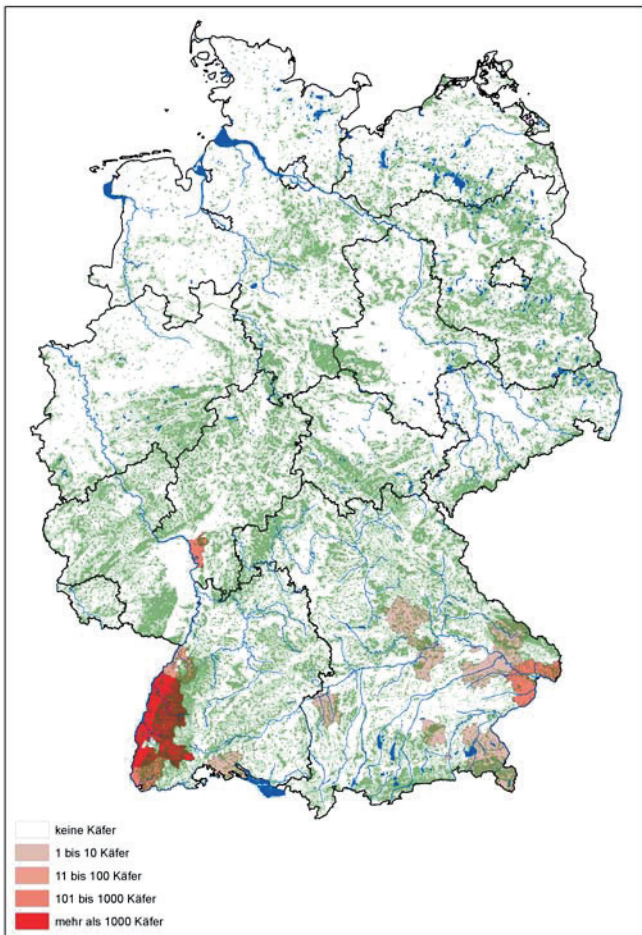 keine Käfer
1 bis 10 Käfer
11 bis 100 Käfer
101 bis 1000 Käfer
mehr als 1000 Käfer